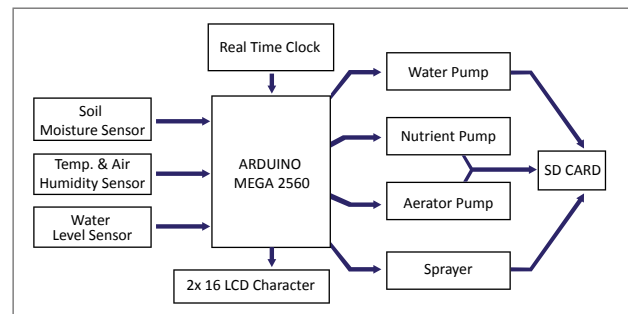 Real Time Clock
Water Pump
Soil
Moisture Sensor
Nutrient Pump
Temp. & Air
Humidity Sensor
ARDUINO
MEGA 2560
SD CARD
Aerator Pump
Water
Level Sensor
Sprayer
2x 16 LCD Character